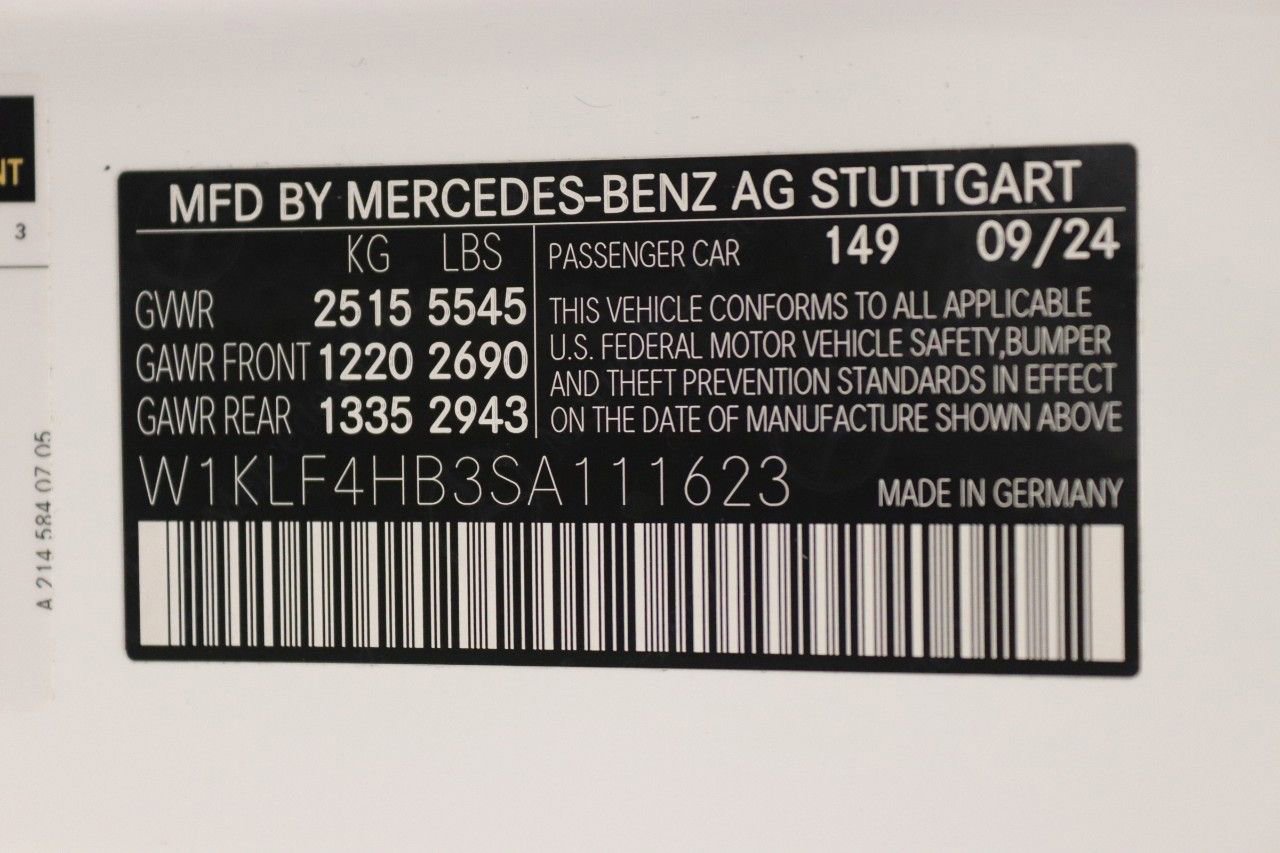 NT
3
A 214 584 07 05
MFD BY MERCEDES-BENZ AG STUTTGART
KG LBS
GVWR 2515 5545
GAWR FRONT 1220 2690
GAWR REAR 1335 2943
PASSENGER CAR 149 09/24
THIS VEHICLE CONFORMS TO ALL APPLICABLE
U.S. FEDERAL MOTOR VEHICLE SAFETY,BUMPER
AND THEFT PREVENTION STANDARDS IN EFFECT
ON THE DATE OF MANUFACTURE SHOWN ABOVE
W1KLF4HB3SA111623
MADE IN GERMANY